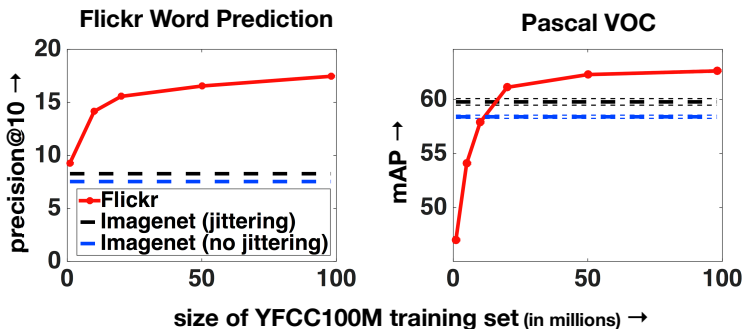 Flickr Word Prediction
precision@10 →
20
15
10
5
0
0
50
100
Flickr
Imagenet (jittering)
Imagenet (no jittering)
Pascal VOC
mAP →
60
55
50
0
50
100
size of YFCC100M training set (in millions) →